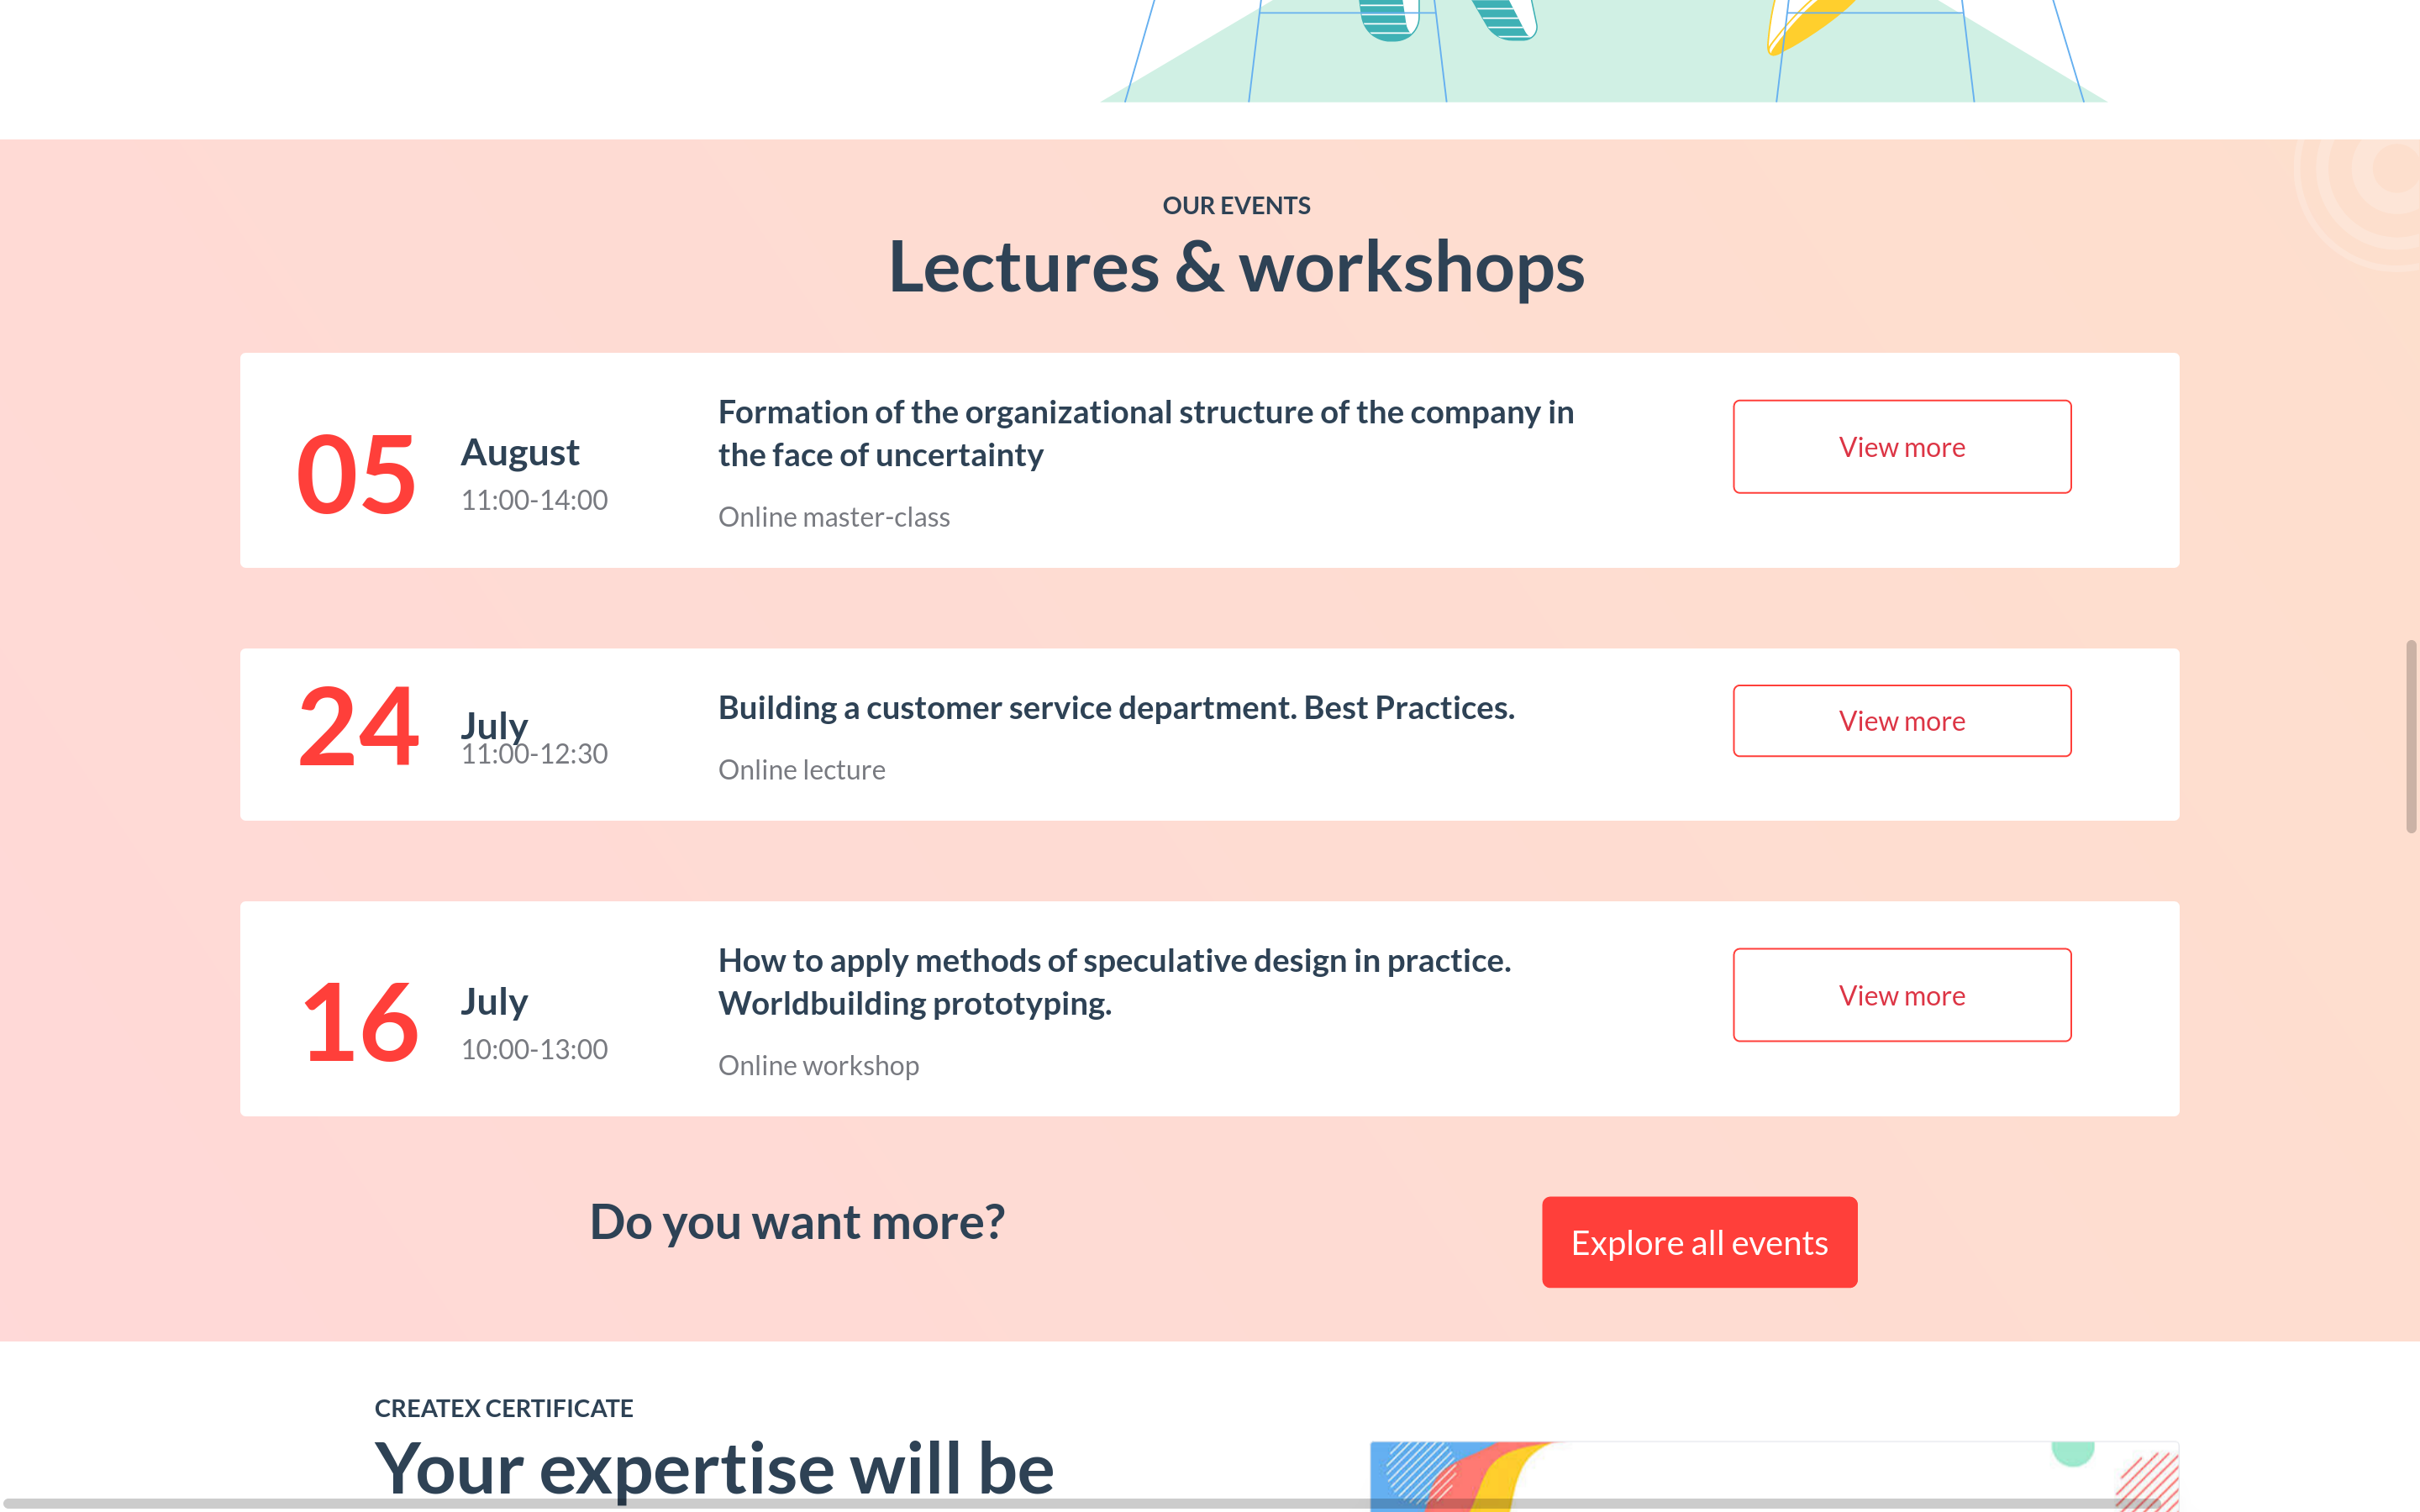 OUR EVENTS
Lectures & workshops
05
August
11:00-14:00
Formation of the organizational structure of the company in
the face of uncertainty
Online master-class
View more
24
July
11:00-12:30
Building a customer service department. Best Practices.
Online lecture
View more
16
July
10:00-13:00
How to apply methods of speculative design in practice.
Worldbuilding prototyping.
Online workshop
View more
Do you want more?
Explore all events
CREATEX CERTIFICATE
Your expertise will be